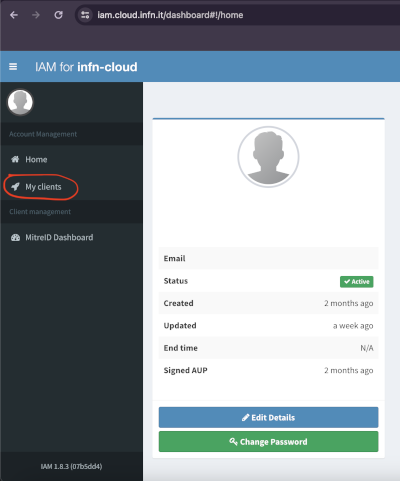 iam.cloud.infn.it/dashboard#!/home
IAM for infn-cloud
Account Management
Home
My clients
Client management
MitreID Dashboard
Email
Status Active
Created 2 months ago
Updated a week ago
End time N/A
Signed AUP 2 months ago
Edit Details
Change Password
IAM 1.8.3 (07b5dd4)